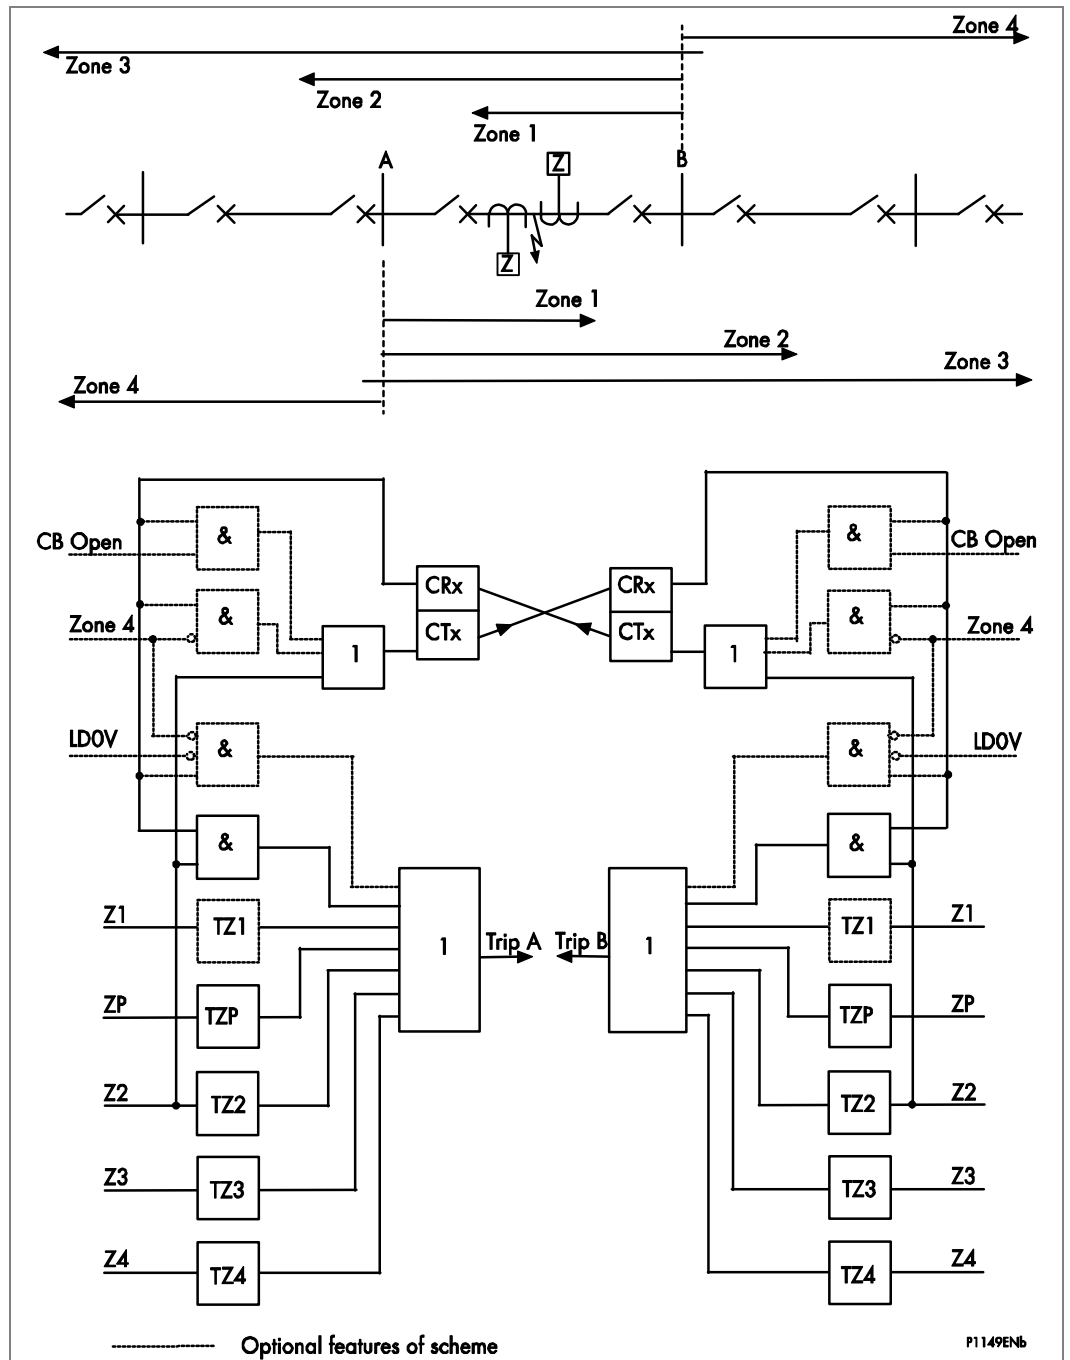 Zone 4
Zone 3
Zone 2
Zone 1
A
B
Z
Z
Zone 1
Zone 2
Zone 3
Zone 4
CB Open
&
&
CB Open
CRx
CRx
Zone 4
&
&
Zone 4
CTx
CTx
1
1
LD0V
&
&
LD0V
&
&
Z1
TZ1
TZ1
Z1
1
Trip A
Trip B
1
ZP
TZP
TZP
ZP
Z2
TZ2
TZ2
Z2
Z3
TZ3
TZ3
Z3
Z4
TZ4
TZ4
Z4
Optional features of scheme
P1149ENb